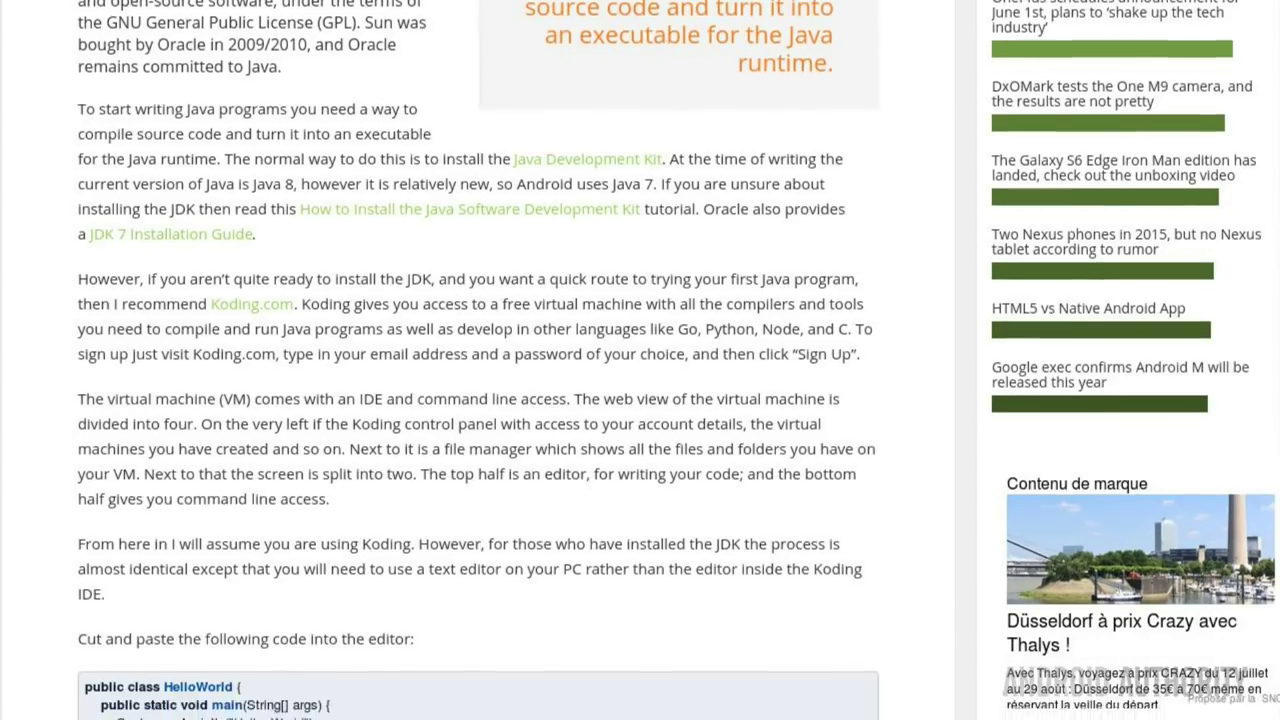 and open-source software, under the terms of
the GNU General Public License (GPL). Sun was
bought by Oracle in 2009/2010, and Oracle
remains committed to Java.
source code and turn it into
an executable for the Java
runtime.
To start writing Java programs you need a way to
compile source code and turn it into an executable
for the Java runtime. The normal way to do this is to install the Java Development Kit. At the time of writing the
current version of Java is Java 8, however it is relatively new, so Android uses Java 7. If you are unsure about
installing the JDK then read this How to Install the Java Software Development Kit tutorial. Oracle also provides
a JDK 7 Installation Guide.
However, if you aren’t quite ready to install the JDK, and you want a quick route to trying your first Java program,
then I recommend Koding.com. Koding gives you access to a free virtual machine with all the compilers and tools
you need to compile and run Java programs as well as develop in other languages like Go, Python, Node, and C. To
sign up just visit Koding.com, type in your email address and a password of your choice, and then click “Sign Up”.
The virtual machine (VM) comes with an IDE and command line access. The web view of the virtual machine is
divided into four. On the very left if the Koding control panel with access to your account details, the virtual
machines you have created and so on. Next to it is a file manager which shows all the files and folders you have on
your VM. Next to that the screen is split into two. The top half is an editor, for writing your code; and the bottom
half gives you command line access.
From here in I will assume you are using Koding. However, for those who have installed the JDK the process is
almost identical except that you will need to use a text editor on your PC rather than the editor inside the Koding
IDE.
Cut and paste the following code into the editor:
public class HelloWorld {
public static void main(String[] args) {
June 1st, plans to ‘shake up the tech
industry’
DxOMark tests the One M9 camera, and
the results are not pretty
The Galaxy S6 Edge Iron Man edition has
landed, check out the unboxing video
Two Nexus phones in 2015, but no Nexus
tablet according to rumor
HTML5 vs Native Android App
Google exec confirms Android M will be
released this year
Contenu de marque
Düsseldorf à prix Crazy avec
Thalys !
Avec Thalys, voyagez à prix CRAZY du 12 juillet
au 29 août : Düsseldorf de 35€ à 70€ même en
réservant la veille du départ
Proposé par la SNC
ANDROID AUTHORITY